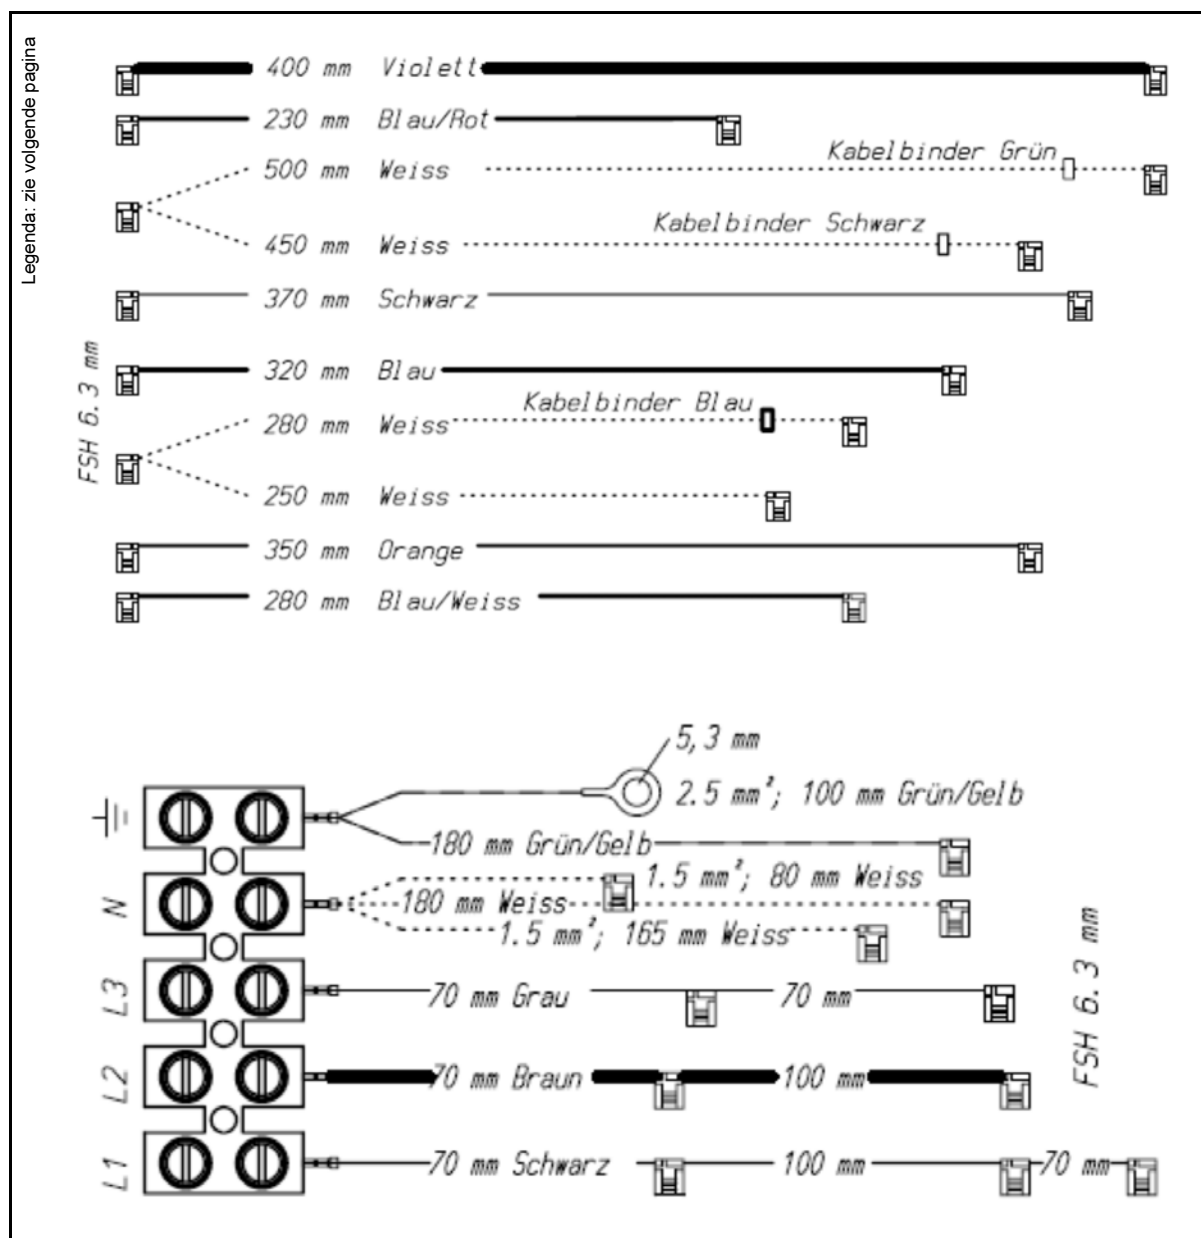 Legenda: zie volgende pagina
400 mm Violett
230 mm Blau/Rot
Kabelbinder Grün
500 mm Weiss
Kabelbinder Schwarz
450 mm Weiss
370 mm Schwarz
FSH 6.3 mm
320 mm Blau
Kabelbinder Blau
280 mm Weiss
250 mm Weiss
350 mm Orange
280 mm Blau/Weiss
5,3 mm
2.5 mm²; 100 mm Grün/Gelb
180 mm Grün/Gelb
1.5 mm²; 80 mm Weiss
N
180 mm Weiss
1.5 mm²; 165 mm Weiss
L3
70 mm Grau 70 mm
FSH 6.3 mm
L2
70 mm Braun 100 mm
L1
70 mm Schwarz 100 mm 70 mm